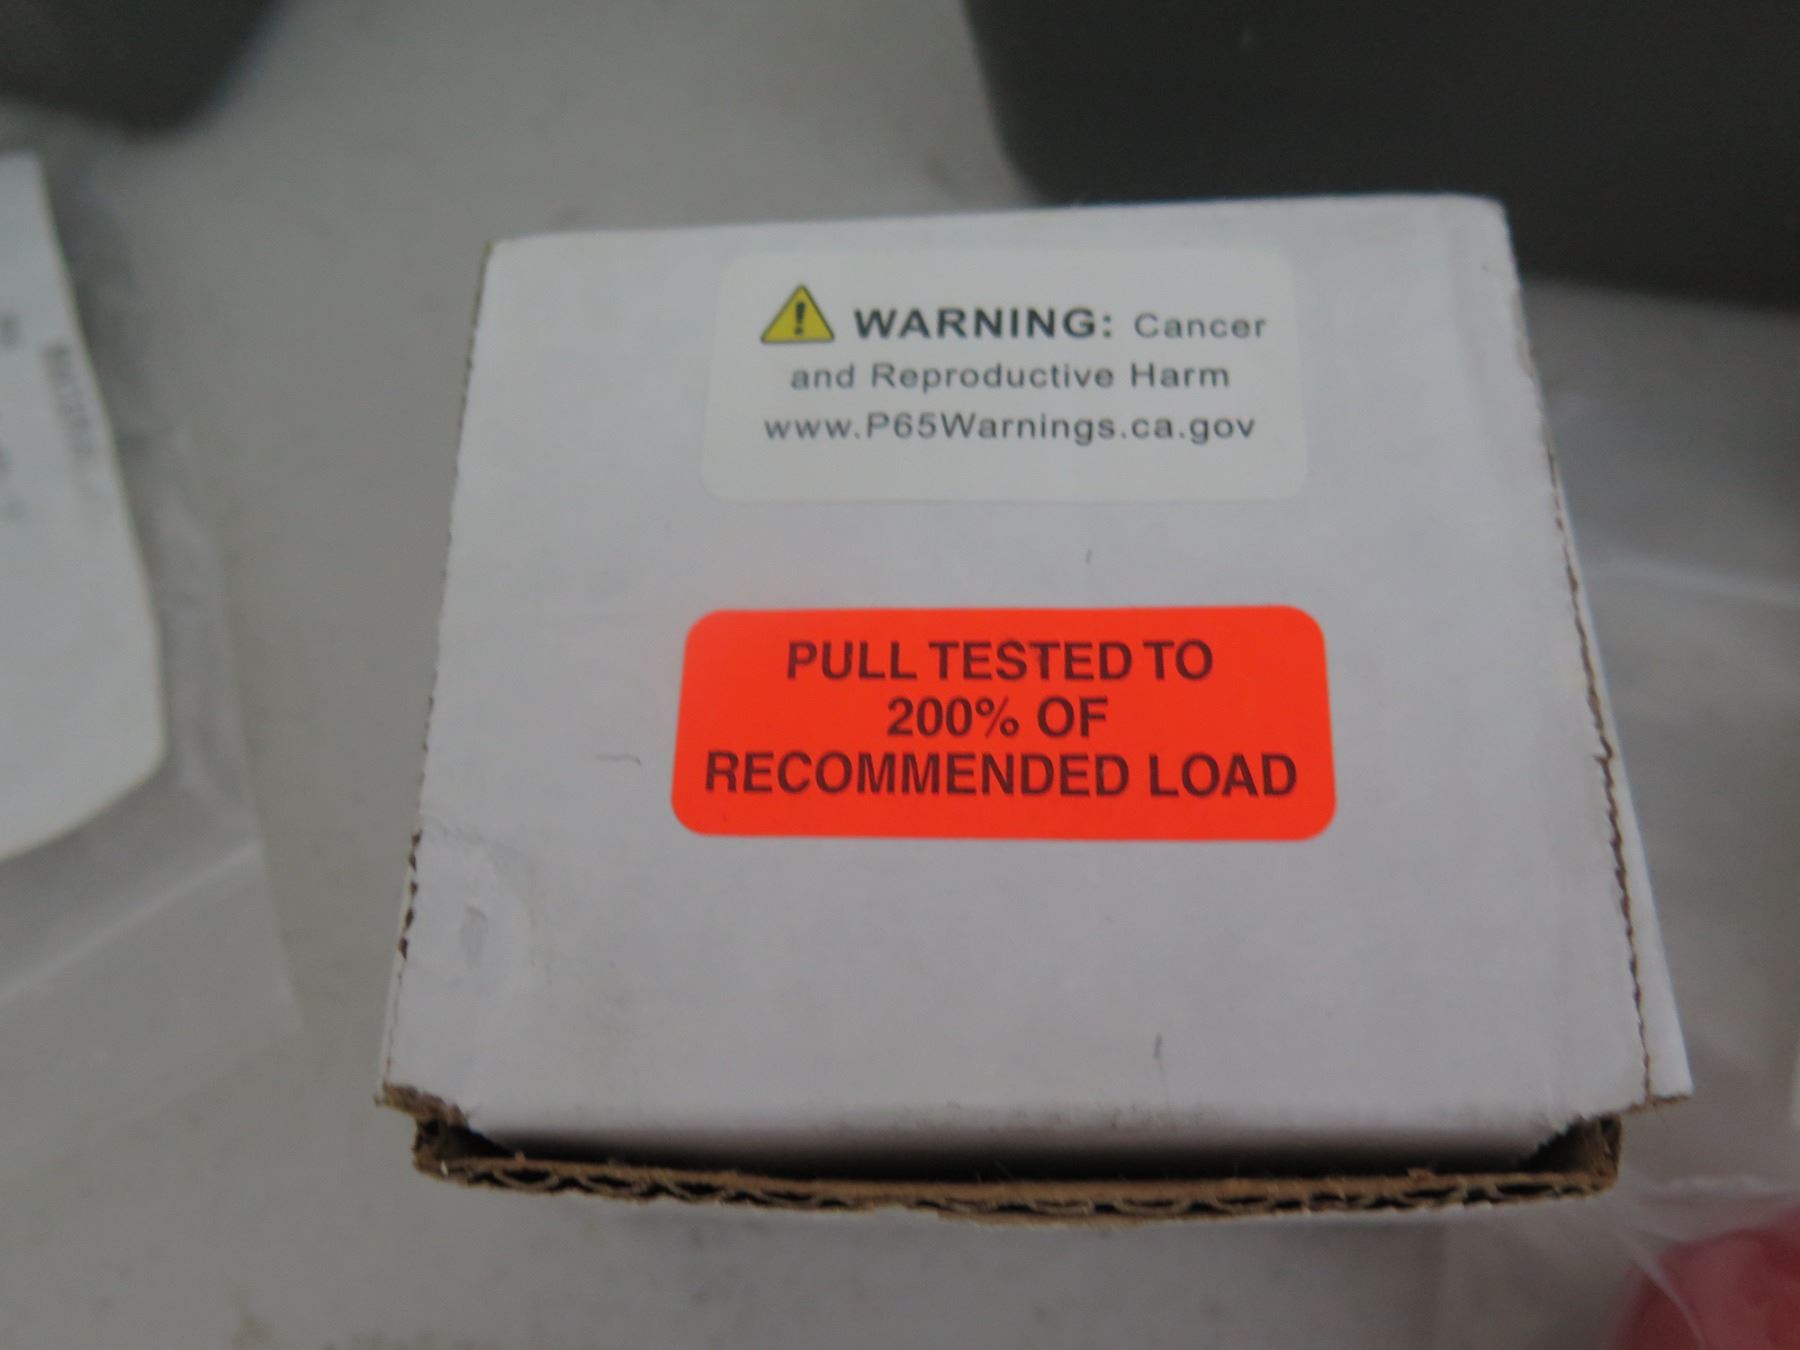 WARNING: Cancer
and Reproductive Harm
www.P65Warnings.ca.gov
PULL TESTED TO
200% OF
RECOMMENDED LOAD